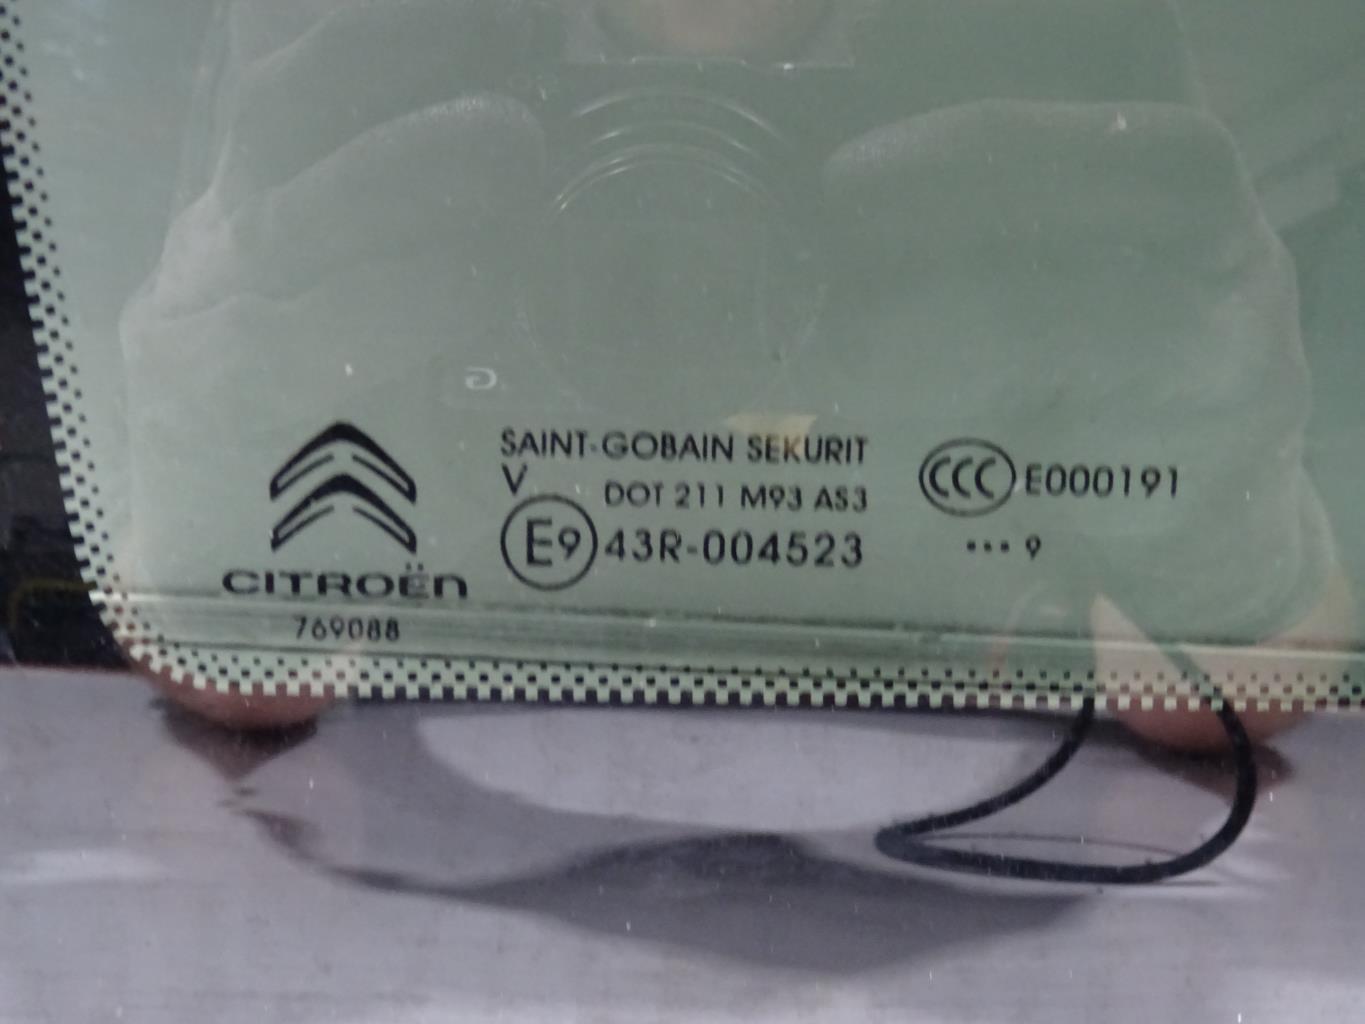 CITROËN
769088
SAINT-GOBAIN SEKURIT
V
DOT 211 M93 AS3
E9 43R-004523
CCC E000191
••• 9
G